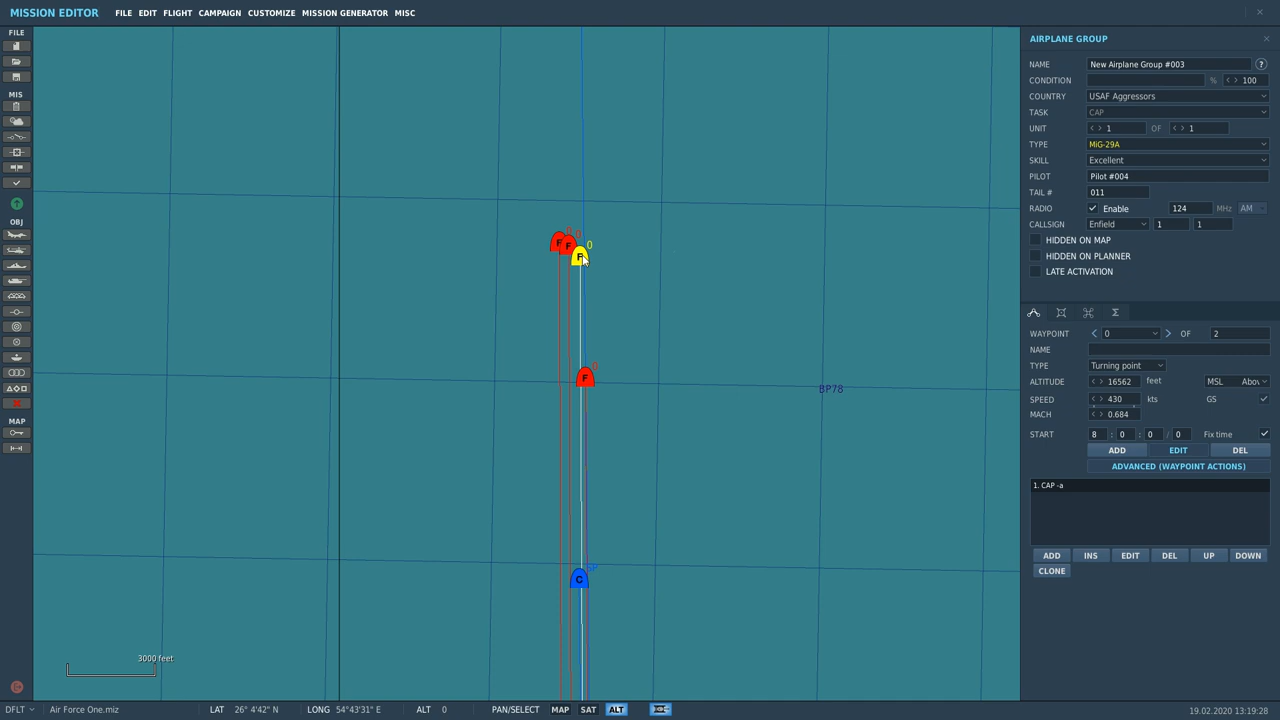 MISSION EDITOR FILE EDIT FLIGHT CAMPAIGN CUSTOMIZE MISSION GENERATOR MISC
FILE
MIS
OBJ
MAP
F F F 0
F 0
BP78
C SP
3000 feet
AIRPLANE GROUP
NAME New Airplane Group #003 ?
CONDITION % < > 100
COUNTRY USAF Aggressors
TASK CAP
UNIT < > 1 OF < > 1
TYPE MiG-29A
SKILL Excellent
PILOT Pilot #004
TAIL # 011
RADIO Enable 124 MHz AM
CALLSIGN Enfield 1 1
HIDDEN ON MAP
HIDDEN ON PLANNER
LATE ACTIVATION
WAYPOINT < 0 > OF 2
NAME
TYPE Turning point
ALTITUDE < > 16562 feet MSL Abov
SPEED < > 430 kts GS
MACH < > 0.684
START 8 : 0 : 0 / 0 Fix time
ADD EDIT DEL
ADVANCED (WAYPOINT ACTIONS)
1. CAP -a
ADD INS EDIT DEL UP DOWN
CLONE
DFLT Air Force One.miz LAT 26° 4'42" N LONG 54°43'31" E ALT 0 PAN/SELECT MAP SAT ALT 19.02.2020 13:19:28